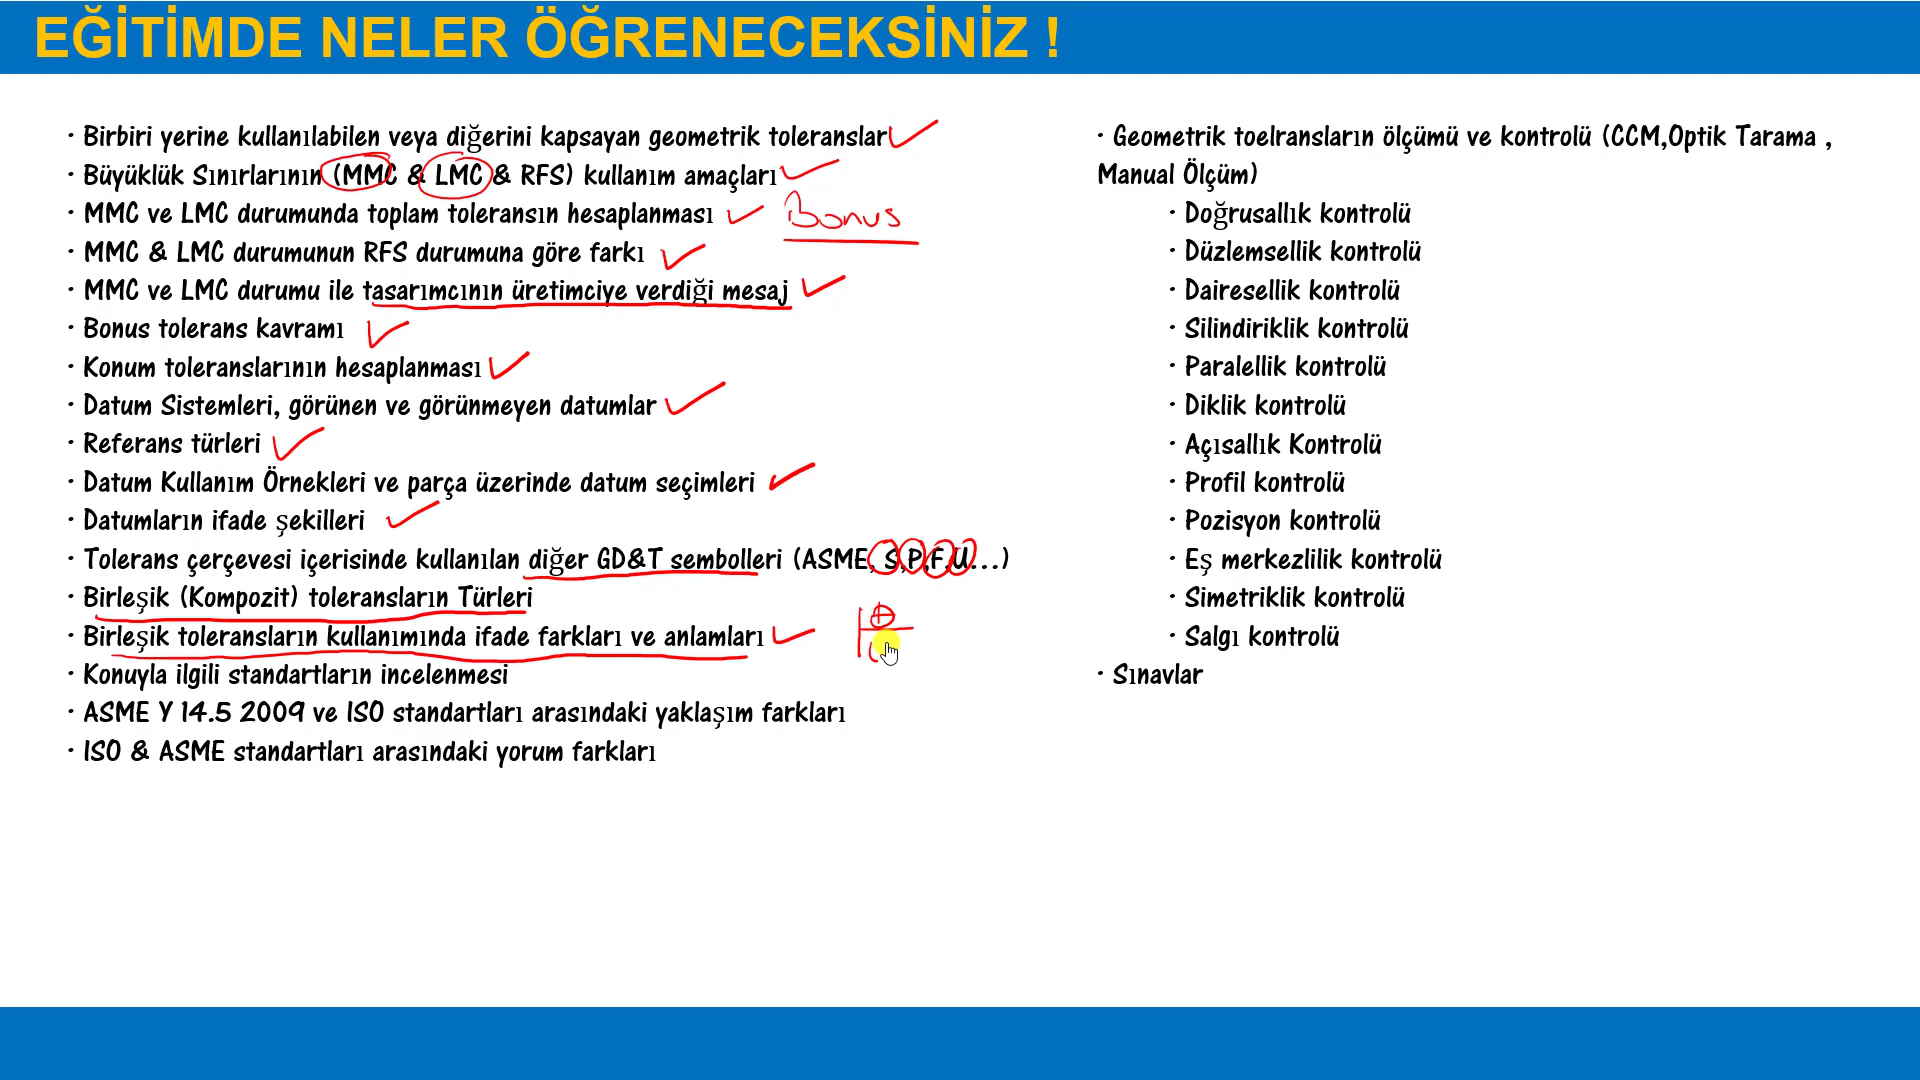 EĞİTİMDE NELER ÖĞRENECEKSİNİZ !
· Birbiri yerine kullanılabilen veya diğerini kapsayan geometrik toleranslar
· Büyüklük Sınırlarının (MMC & LMC & RFS) kullanım amaçları
· MMC ve LMC durumunda toplam toleransın hesaplanması
Bonus
· MMC & LMC durumunun RFS durumuna göre farkı
· MMC ve LMC durumu ile tasarımcının üretimciye verdiği mesaj
· Bonus tolerans kavramı
· Konum toleranslarının hesaplanması
· Datum Sistemleri, görünen ve görünmeyen datumlar
· Referans türleri
· Datum Kullanım Örnekleri ve parça üzerinde datum seçimleri
· Datumların ifade şekilleri
· Tolerans çerçevesi içerisinde kullanılan diğer GD&T sembolleri (ASME, S,P,F,U...)
· Birleşik (Kompozit) toleransların Türleri
· Birleşik toleransların kullanımında ifade farkları ve anlamları
· Konuyla ilgili standartların incelenmesi
· ASME Y 14.5 2009 ve ISO standartları arasındaki yaklaşım farkları
· ISO & ASME standartları arasındaki yorum farkları
· Geometrik toelransların ölçümü ve kontrolü (CCM,Optik Tarama ,
Manual Ölçüm)
· Doğrusallık kontrolü
· Düzlemsellik kontrolü
· Dairesellik kontrolü
· Silindiriklik kontrolü
· Paralellik kontrolü
· Diklik kontrolü
· Açısallık Kontrolü
· Profil kontrolü
· Pozisyon kontrolü
· Eş merkezlilik kontrolü
· Simetriklik kontrolü
· Salgı kontrolü
· Sınavlar